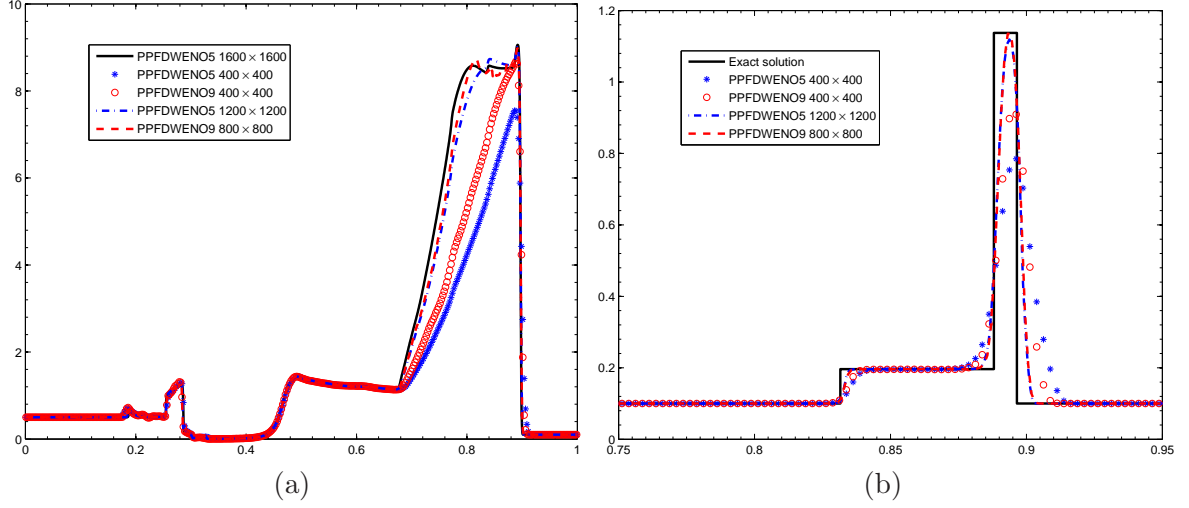 10
8
6
4
2
0
0
0.2
0.4
0.6
0.8
1
PPFDWENO5 1600 × 1600
PPFDWENO5 400 × 400
PPFDWENO9 400 × 400
PPFDWENO5 1200 × 1200
PPFDWENO9 800 × 800
(a)
1.2
1
0.8
0.6
0.4
0.2
0
0.75
0.8
0.85
0.9
0.95
Exact solution
PPFDWENO5 400 × 400
PPFDWENO9 400 × 400
PPFDWENO5 1200 × 1200
PPFDWENO9 800 × 800
(b)